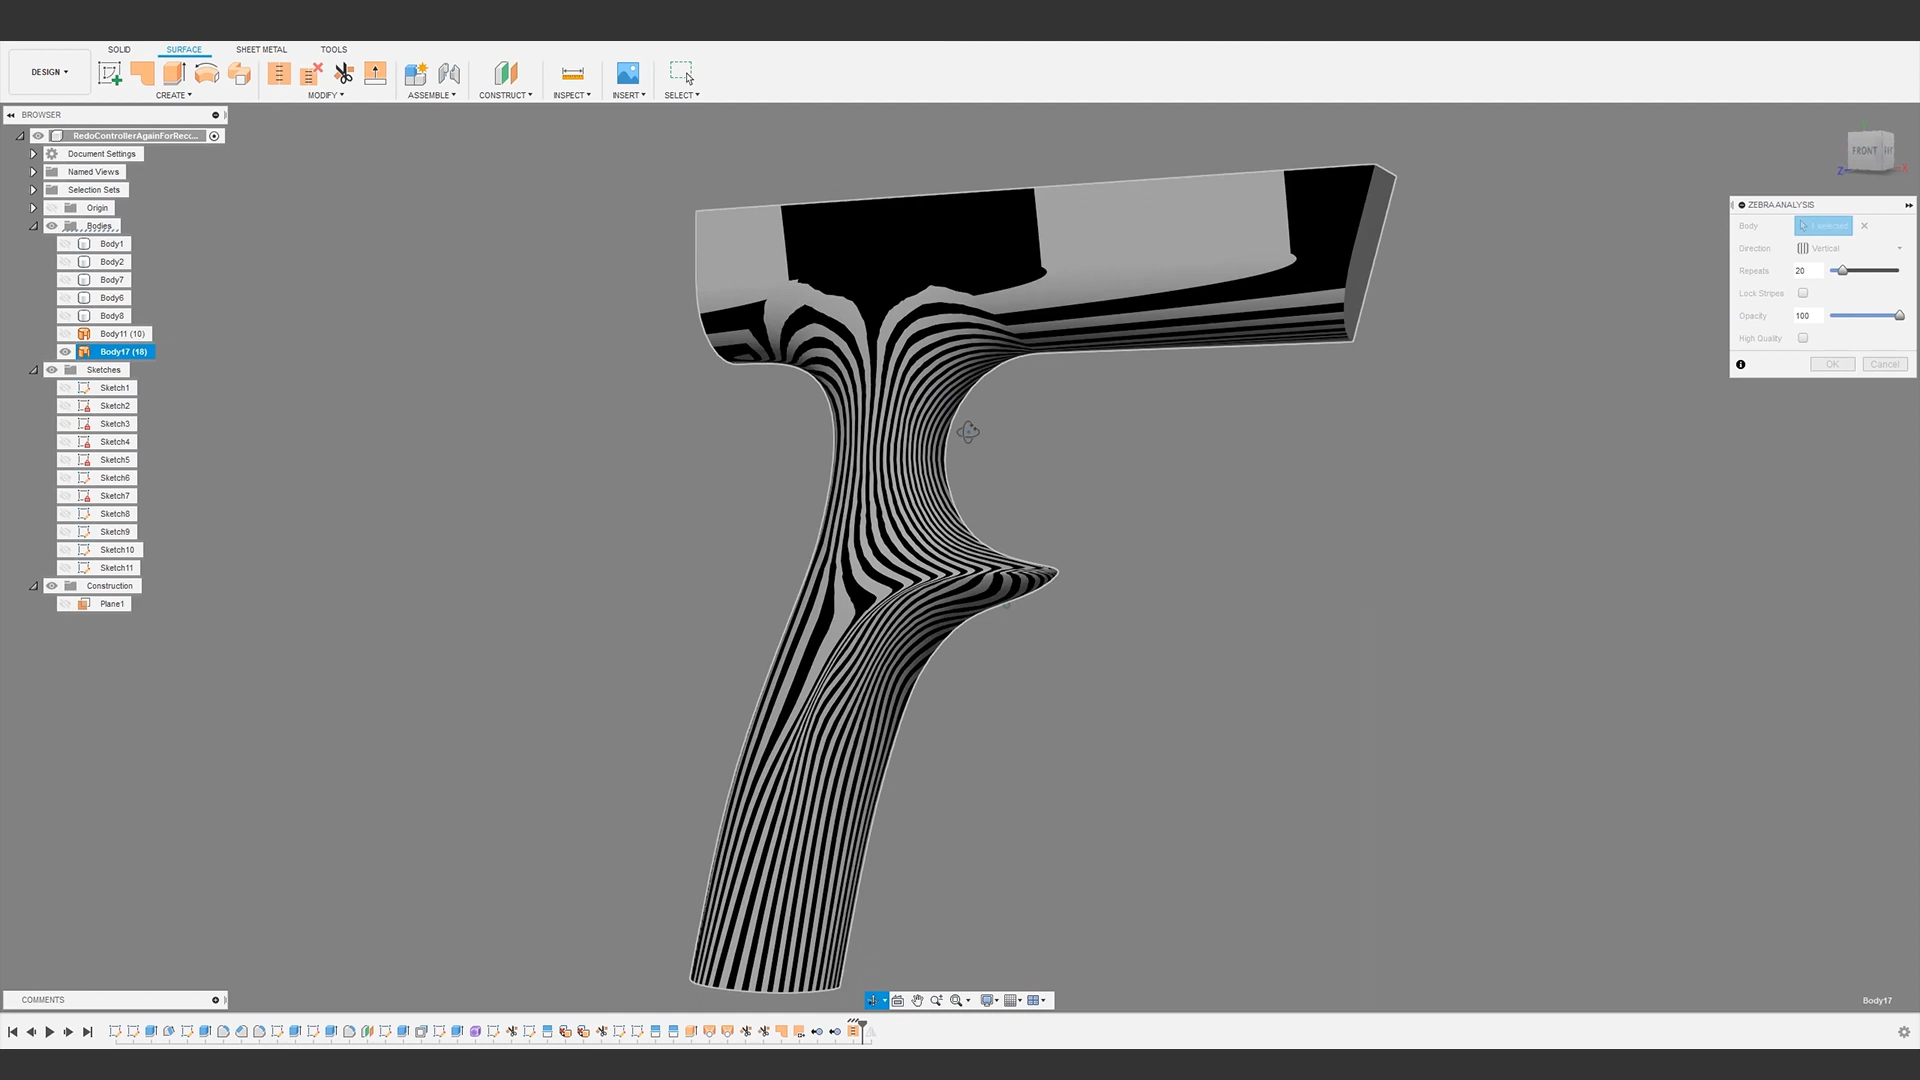 SOLID SURFACE SHEET METAL TOOLS
DESIGN
CREATE MODIFY ASSEMBLE CONSTRUCT INSPECT INSERT SELECT
BROWSER
RedoControllerAgainForRecc...
Document Settings
Named Views
Selection Sets
Origin
Bodies
Body1
Body2
Body7
Body6
Body8
Body11 (10)
Body17 (18)
Sketches
Sketch1
Sketch2
Sketch3
Sketch4
Sketch5
Sketch6
Sketch7
Sketch8
Sketch9
Sketch10
Sketch11
Construction
Plane1
FRONT
Z X
ZEBRA ANALYSIS
Body 1 selected
Direction Vertical
Repeats 20
Lock Stripes
Opacity 100
High Quality
OK Cancel
COMMENTS
Body17